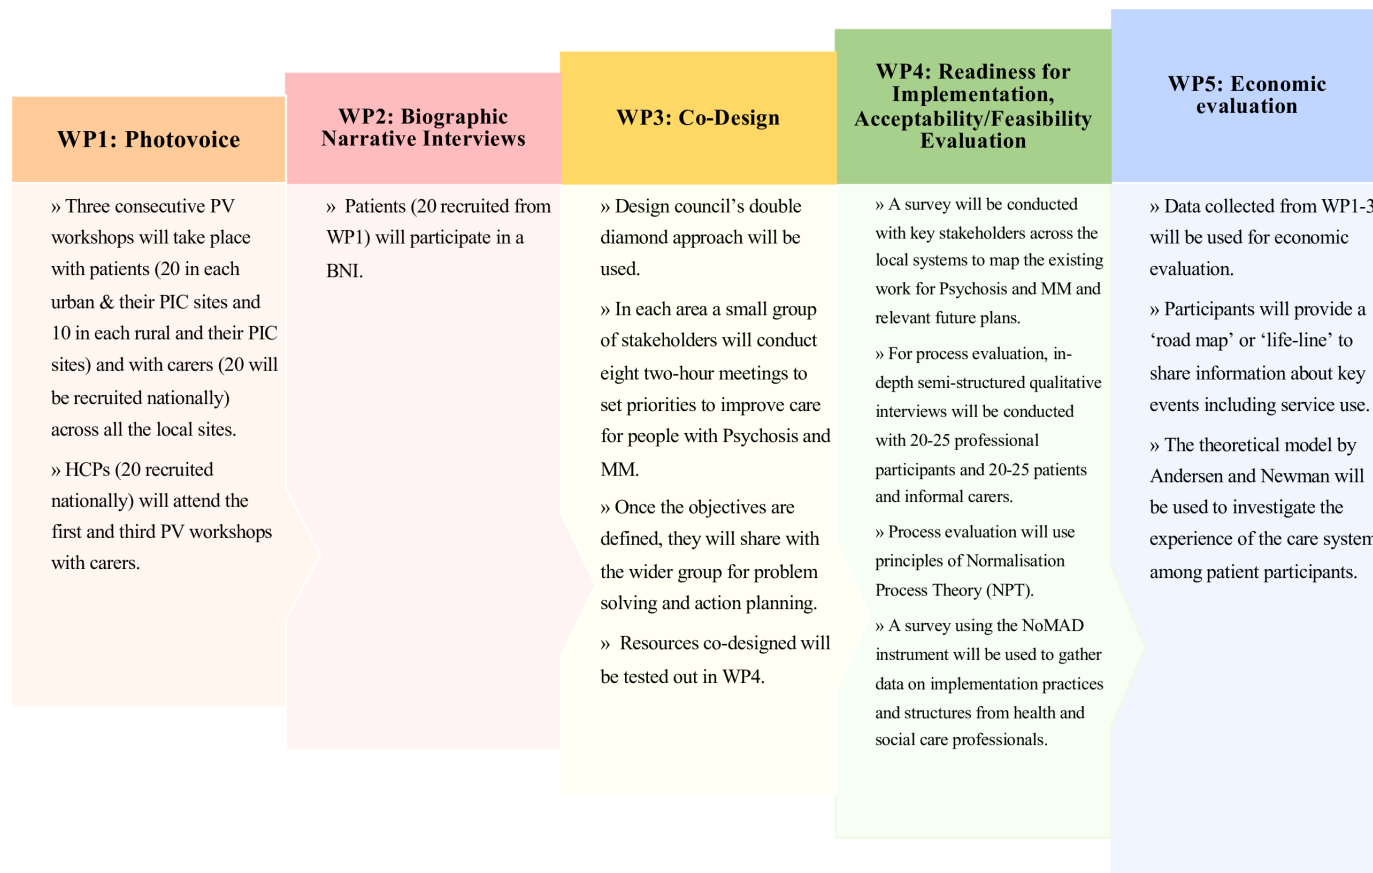 WP1: Photovoice
» Three consecutive PV
workshops will take place
with patients (20 in each
urban & their PIC sites and
10 in each rural and their PIC
sites) and with carers (20 will
be recruited nationally)
across all the local sites.
» HCPs (20 recruited
nationally) will attend the
first and third PV workshops
with carers.
WP2: Biographic
Narrative Interviews
» Patients (20 recruited from
WP1) will participate in a
BNI.
WP3: Co-Design
» Design council’s double
diamond approach will be
used.
» In each area a small group
of stakeholders will conduct
eight two-hour meetings to
set priorities to improve care
for people with Psychosis and
MM.
» Once the objectives are
defined, they will share with
the wider group for problem
solving and action planning.
» Resources co-designed will
be tested out in WP4.
WP4: Readiness for
Implementation,
Acceptability/Feasibility
Evaluation
» A survey will be conducted
with key stakeholders across the
local systems to map the existing
work for Psychosis and MM and
relevant future plans.
» For process evaluation, in-
depth semi-structured qualitative
interviews will be conducted
with 20-25 professional
participants and 20-25 patients
and informal carers.
» Process evaluation will use
principles of Normalisation
Process Theory (NPT).
» A survey using the NoMAD
instrument will be used to gather
data on implementation practices
and structures from health and
social care professionals.
WP5: Economic
evaluation
» Data collected from WP1-3
will be used for economic
evaluation.
» Participants will provide a
‘road map’ or ‘life-line’ to
share information about key
events including service use.
» The theoretical model by
Andersen and Newman will
be used to investigate the
experience of the care system
among patient participants.